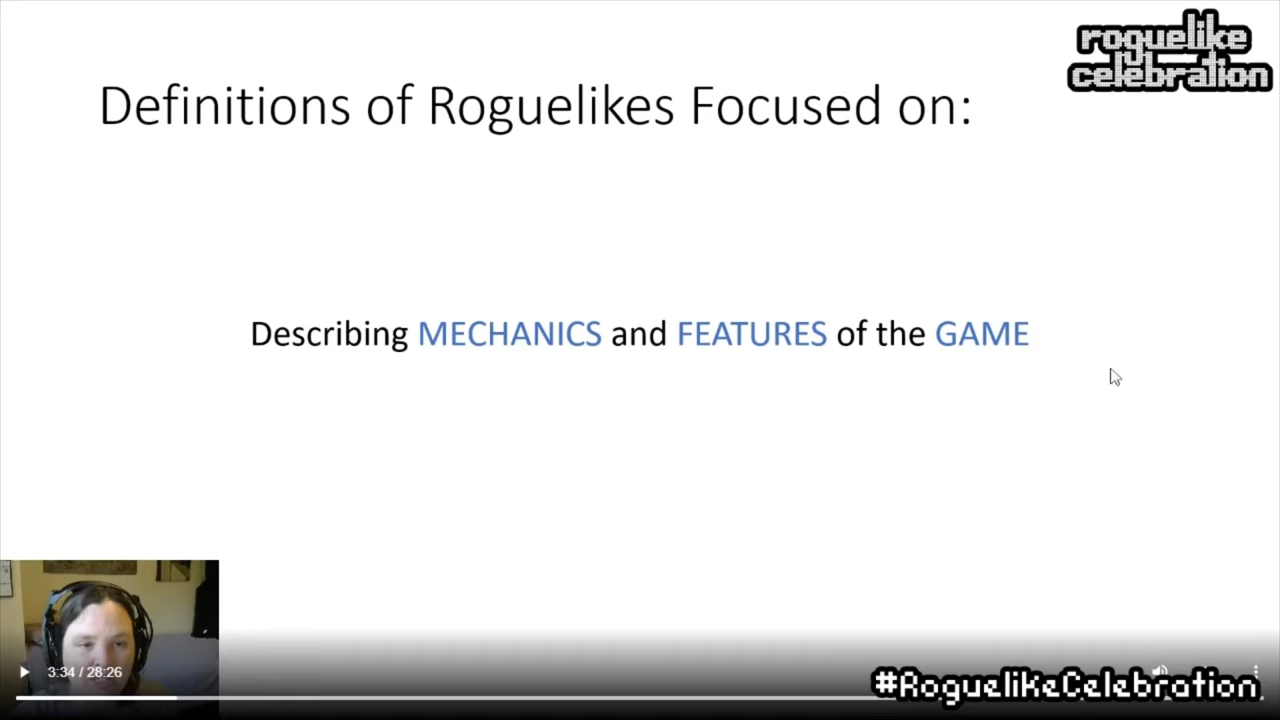 roguelike
celebration
Definitions of Roguelikes Focused on:
Describing MECHANICS and FEATURES of the GAME
3:34 / 28:26
#RoguelikeCelebration